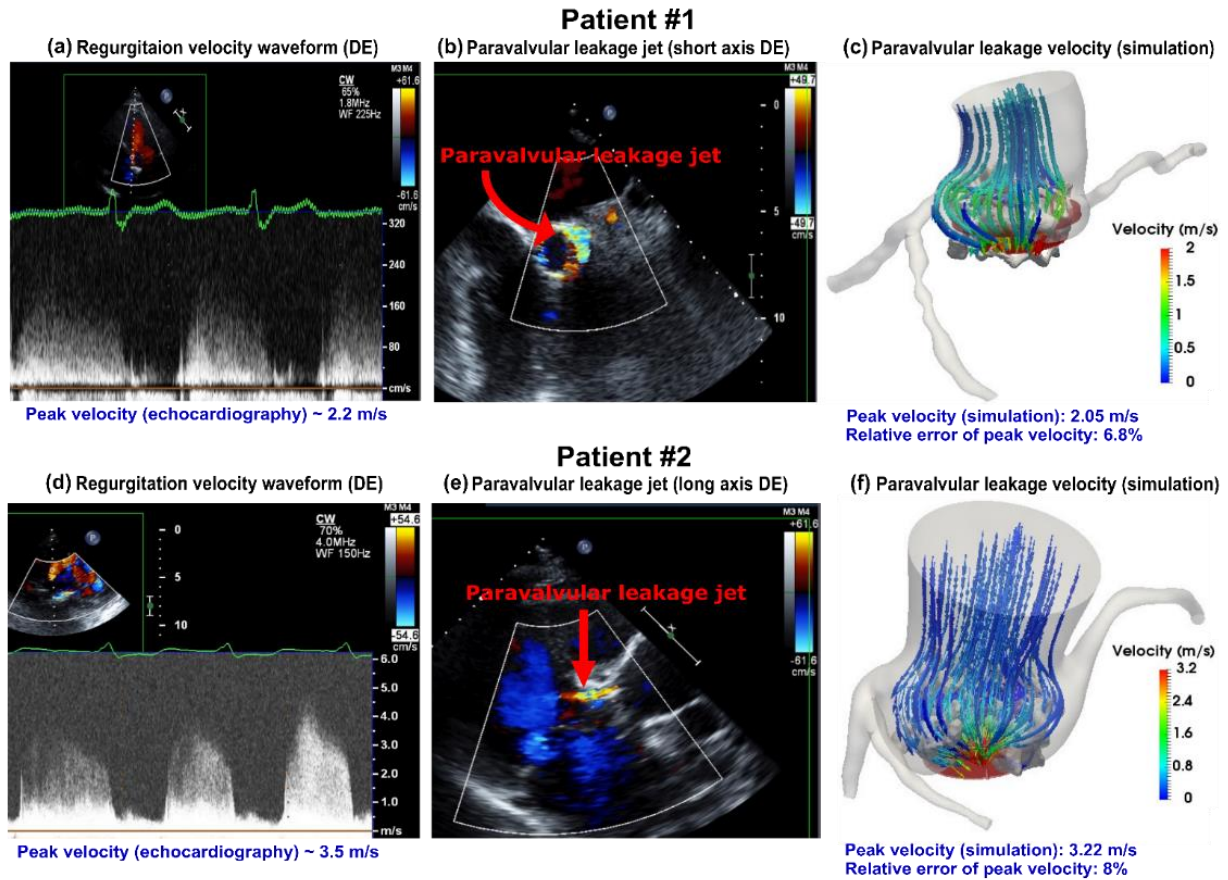 Patient #1
(a) Regurgitaion velocity waveform (DE)
(b) Paravalvular leakage jet (short axis DE)
(c) Paravalvular leakage velocity (simulation)
M3 M4
+61.6
-61.6
cm/s
CW
65%
1.8MHz
WF 225Hz
P
320
240
160
80
cm/s
Peak velocity (echocardiography) ~ 2.2 m/s
M3 M4
+49.7
-49.7
cm/s
P
x
0
5
10
Paravalvular leakage jet
Velocity (m/s)
2
1.5
1
0.5
0
Peak velocity (simulation): 2.05 m/s
Relative error of peak velocity: 6.8%
Patient #2
(d) Regurgitation velocity waveform (DE)
(e) Paravalvular leakage jet (long axis DE)
(f) Paravalvular leakage velocity (simulation)
M3 M4
+54.6
-54.6
cm/s
CW
70%
4.0MHz
WF 150Hz
P
0
5
10
6.0
5.0
4.0
3.0
2.0
1.0
m/s
Peak velocity (echocardiography) ~ 3.5 m/s
M3 M4
+61.6
-61.6
cm/s
P
x
Paravalvular leakage jet
Velocity (m/s)
3.2
2.4
1.6
0.8
0
Peak velocity (simulation): 3.22 m/s
Relative error of peak velocity: 8%